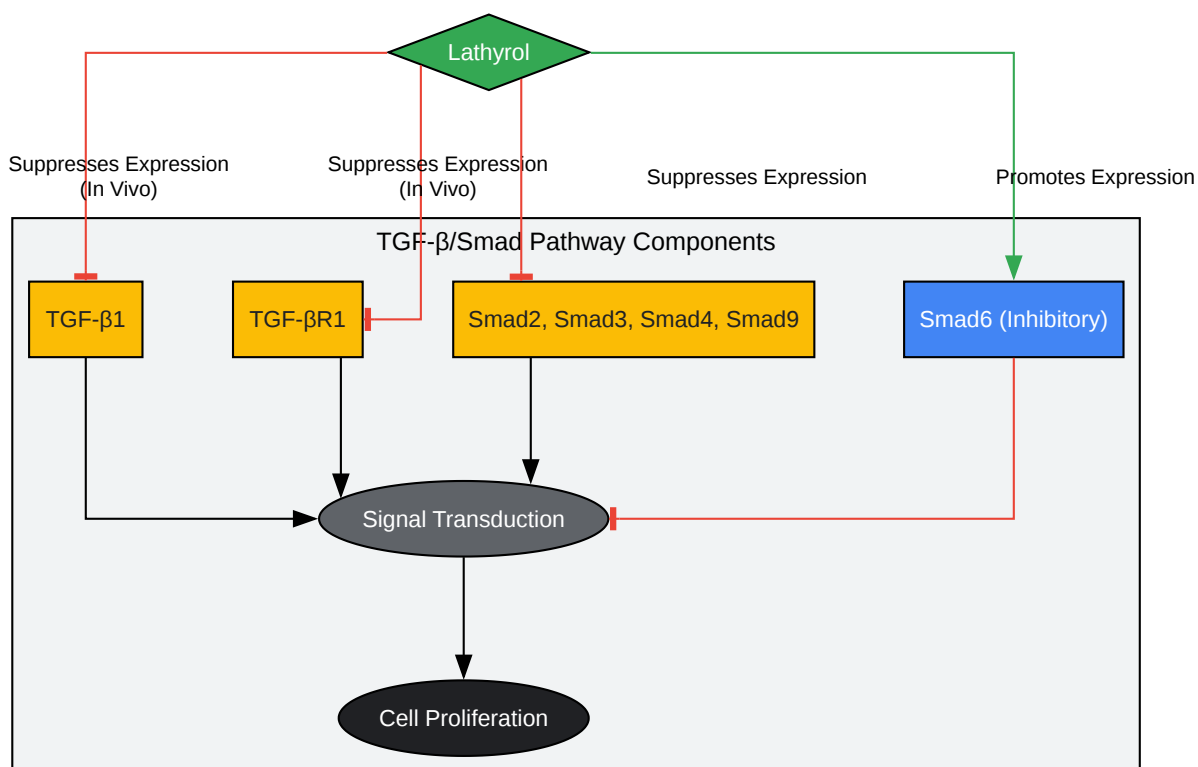 Lathyrol
Suppresses Expression
(In Vivo)
Suppresses Expression
(In Vivo)
Suppresses Expression
Promotes Expression
TGF-β/Smad Pathway Components
TGF-β1
TGF-βR1
Smad2, Smad3, Smad4, Smad9
Smad6 (Inhibitory)
Signal Transduction
Cell Proliferation